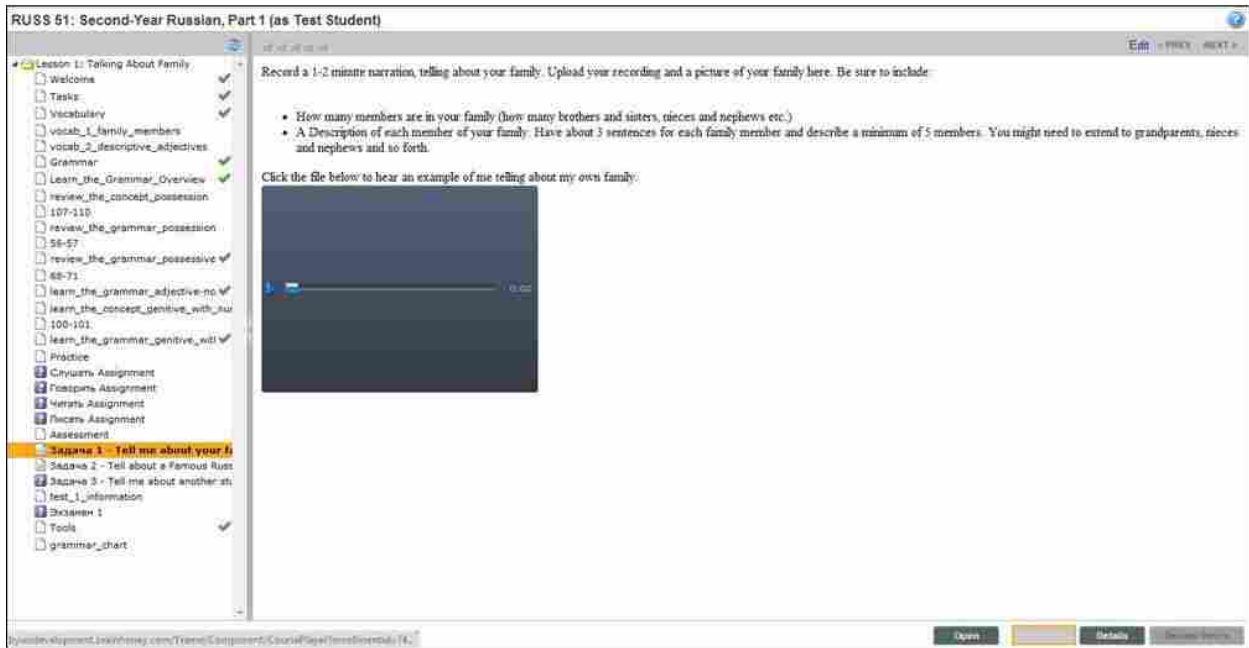 RUSS 51: Second-Year Russian, Part 1 (as Test Student)
Edit < PREV NEXT >
Lesson 1: Talking About Family
Welcome
Tasks
Vocabulary
vocab_1_family_members
vocab_2_descriptive_adjectives
Grammar
Learn_the_Grammar_Overview
review_the_concept_possession
107-110
review_the_grammar_possession
56-57
review_the_grammar_possessive
68-71
learn_the_grammar_adjective-no
learn_the_concept_genitive_with_nu
100-101
learn_the_grammar_genitive_wit
Practice
Слушать Assignment
Говорить Assignment
Читать Assignment
Писать Assignment
Assessment
Задача 1 - Tell me about your fa
Задача 2 - Tell about a Famous Russ
Задача 3 - Tell me about another stu
test_1_information
Экзамен 1
Tools
grammar_chart
Record a 1-2 minute narration, telling about your family. Upload your recording and a picture of your family here. Be sure to include:
• How many members are in your family (how many brothers and sisters, nieces and nephews etc.)
• A Description of each member of your family. Have about 3 sentences for each family member and describe a minimum of 5 members. You might need to extend to grandparents, nieces
and nephews and so forth.
Click the file below to hear an example of me telling about my own family.
0:00
Open
Details